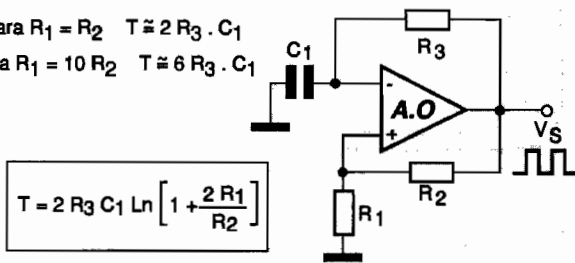 ara R₁ = R₂ T ≅ 2 R₃ . C₁
a R₁ = 10 R₂ T ≅ 6 R₃ . C₁
C₁
R₃
-
A.O
+
V_S
R₂
R₁
T = 2 R₃ C₁ Ln [ 1 + 2 R₁ / R₂ ]